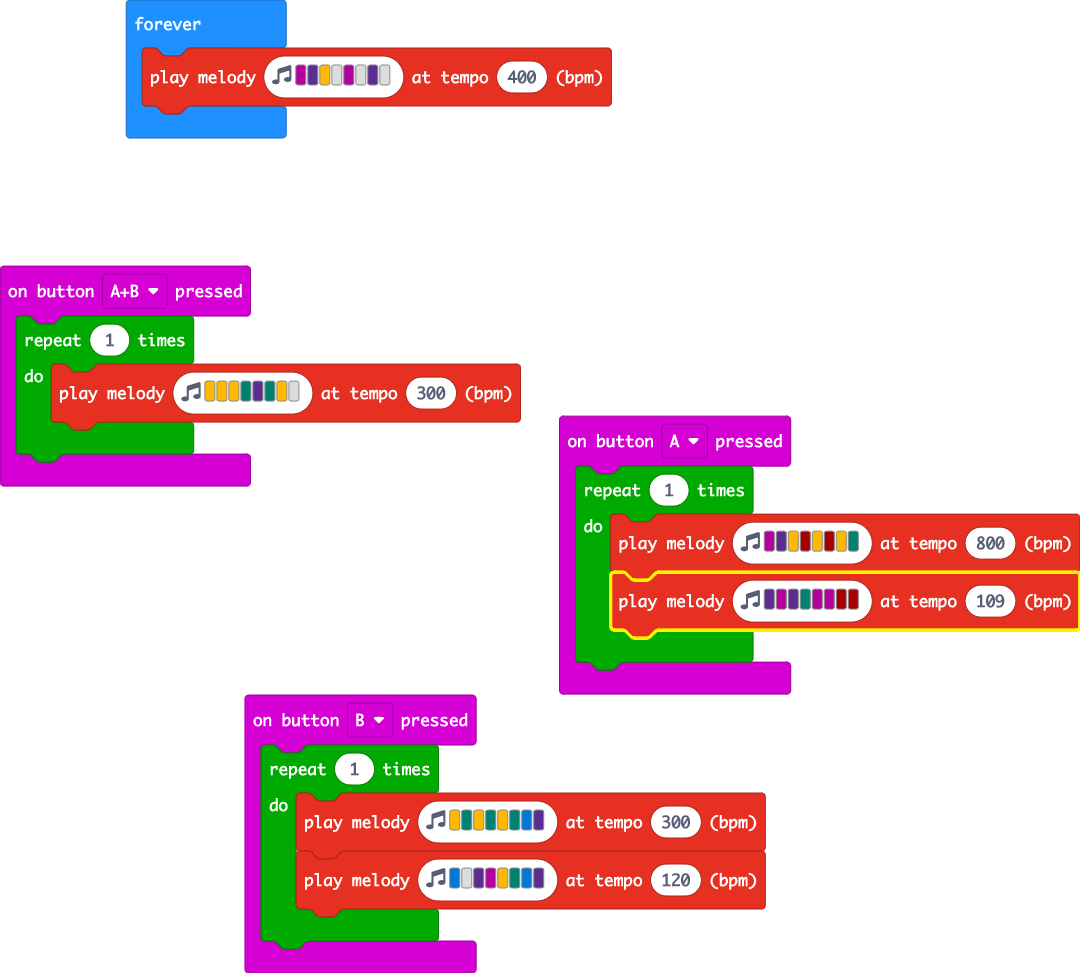 forever
play melody at tempo 400 (bpm)
on button A+B pressed
repeat 1 times
do
play melody at tempo 300 (bpm)
on button A pressed
repeat 1 times
do
play melody at tempo 800 (bpm)
play melody at tempo 109 (bpm)
on button B pressed
repeat 1 times
do
play melody at tempo 300 (bpm)
play melody at tempo 120 (bpm)